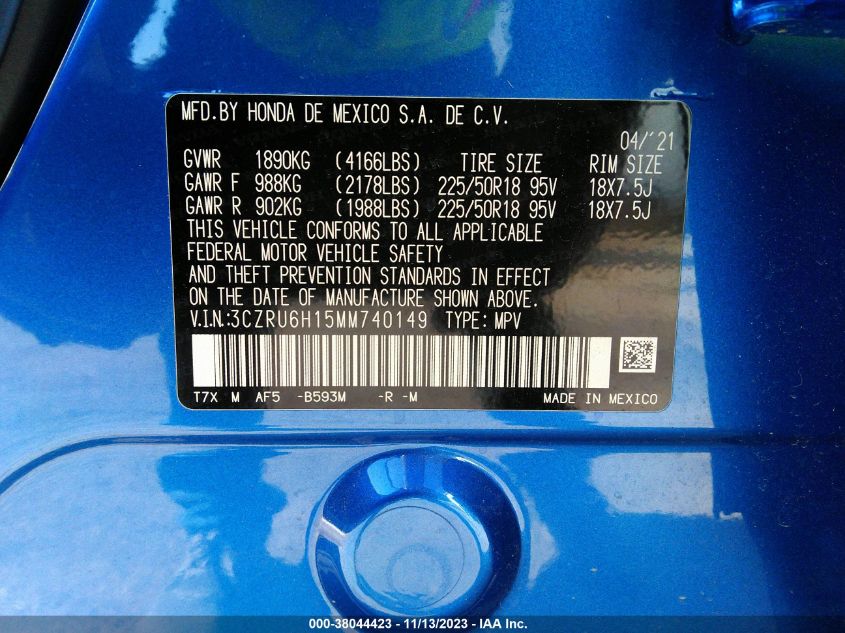 MFD.BY HONDA DE MEXICO S.A. DE C.V.
04/'21
GVWR 1890KG (4166LBS) TIRE SIZE RIM SIZE
GAWR F 988KG (2178LBS) 225/50R18 95V 18X7.5J
GAWR R 902KG (1988LBS) 225/50R18 95V 18X7.5J
THIS VEHICLE CONFORMS TO ALL APPLICABLE
FEDERAL MOTOR VEHICLE SAFETY
AND THEFT PREVENTION STANDARDS IN EFFECT
ON THE DATE OF MANUFACTURE SHOWN ABOVE.
V.I.N:3CZRU6H15MM740149 TYPE: MPV
T7X M AF5 -B593M -R -M MADE IN MEXICO
000-38044423 - 11/13/2023 - IAA Inc.